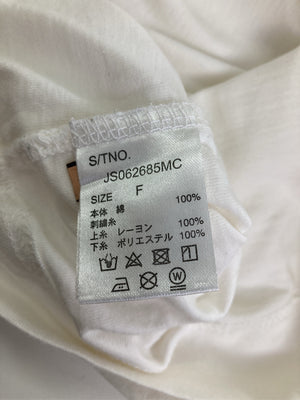 S/TNO.
JS062685MC
SIZE F
本体 綿 100%
刺繍糸
上糸 レーヨン 100%
下糸 ポリエステル 100%